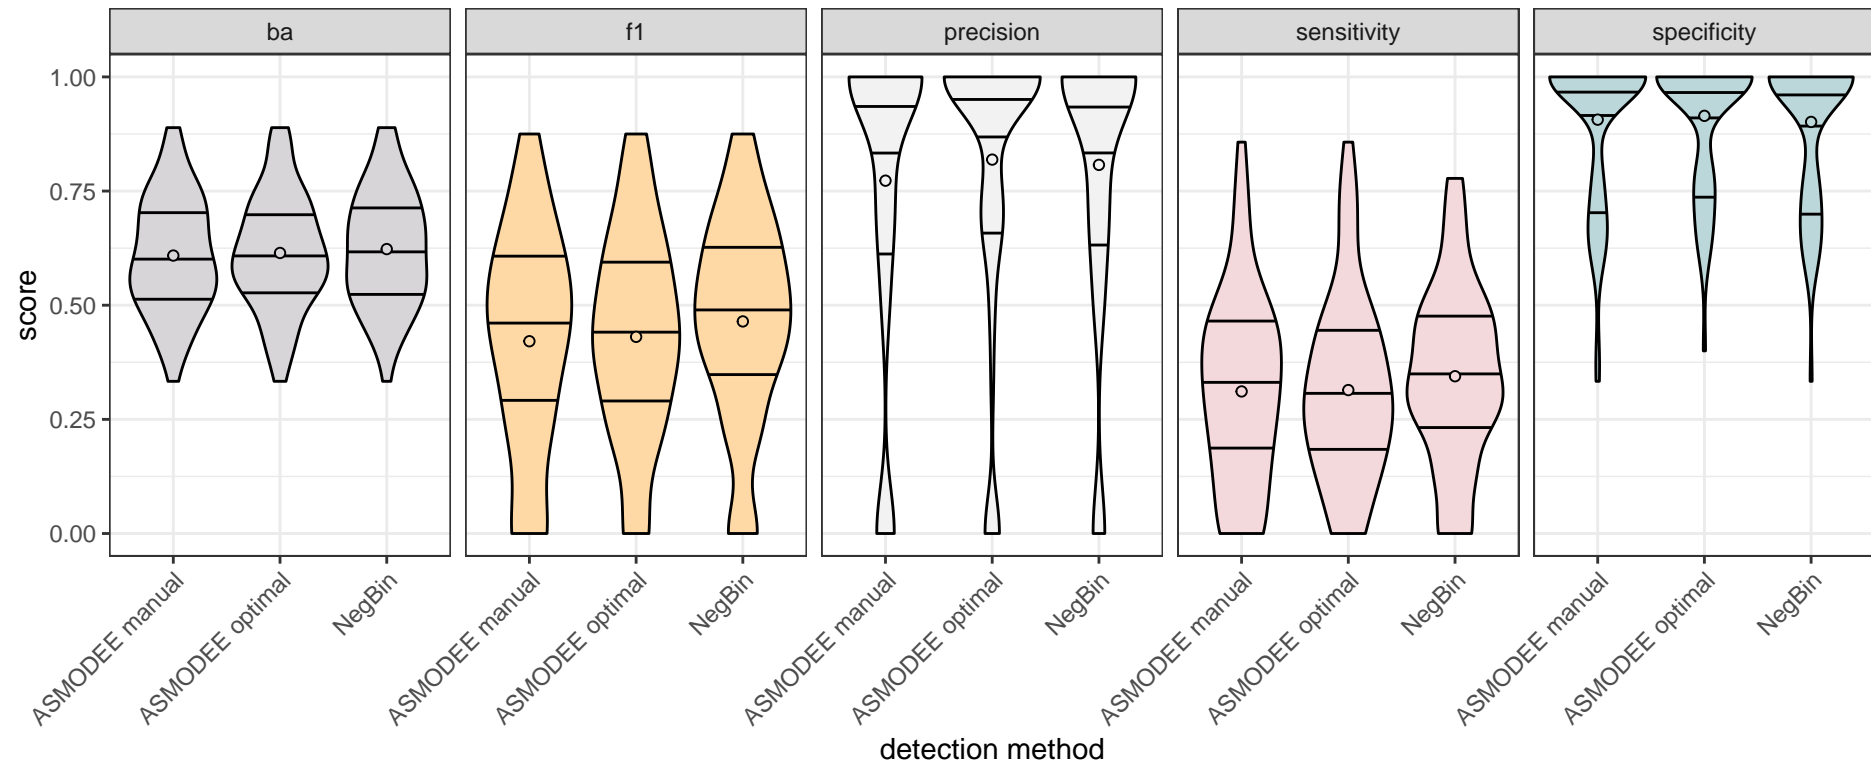 ba
f1
precision
sensitivity
specificity
score
1.00
0.75
0.50
0.25
0.00
ASMODEE manual
ASMODEE optimal
NegBin
ASMODEE manual
ASMODEE optimal
NegBin
ASMODEE manual
ASMODEE optimal
NegBin
ASMODEE manual
ASMODEE optimal
NegBin
ASMODEE manual
ASMODEE optimal
NegBin
detection method